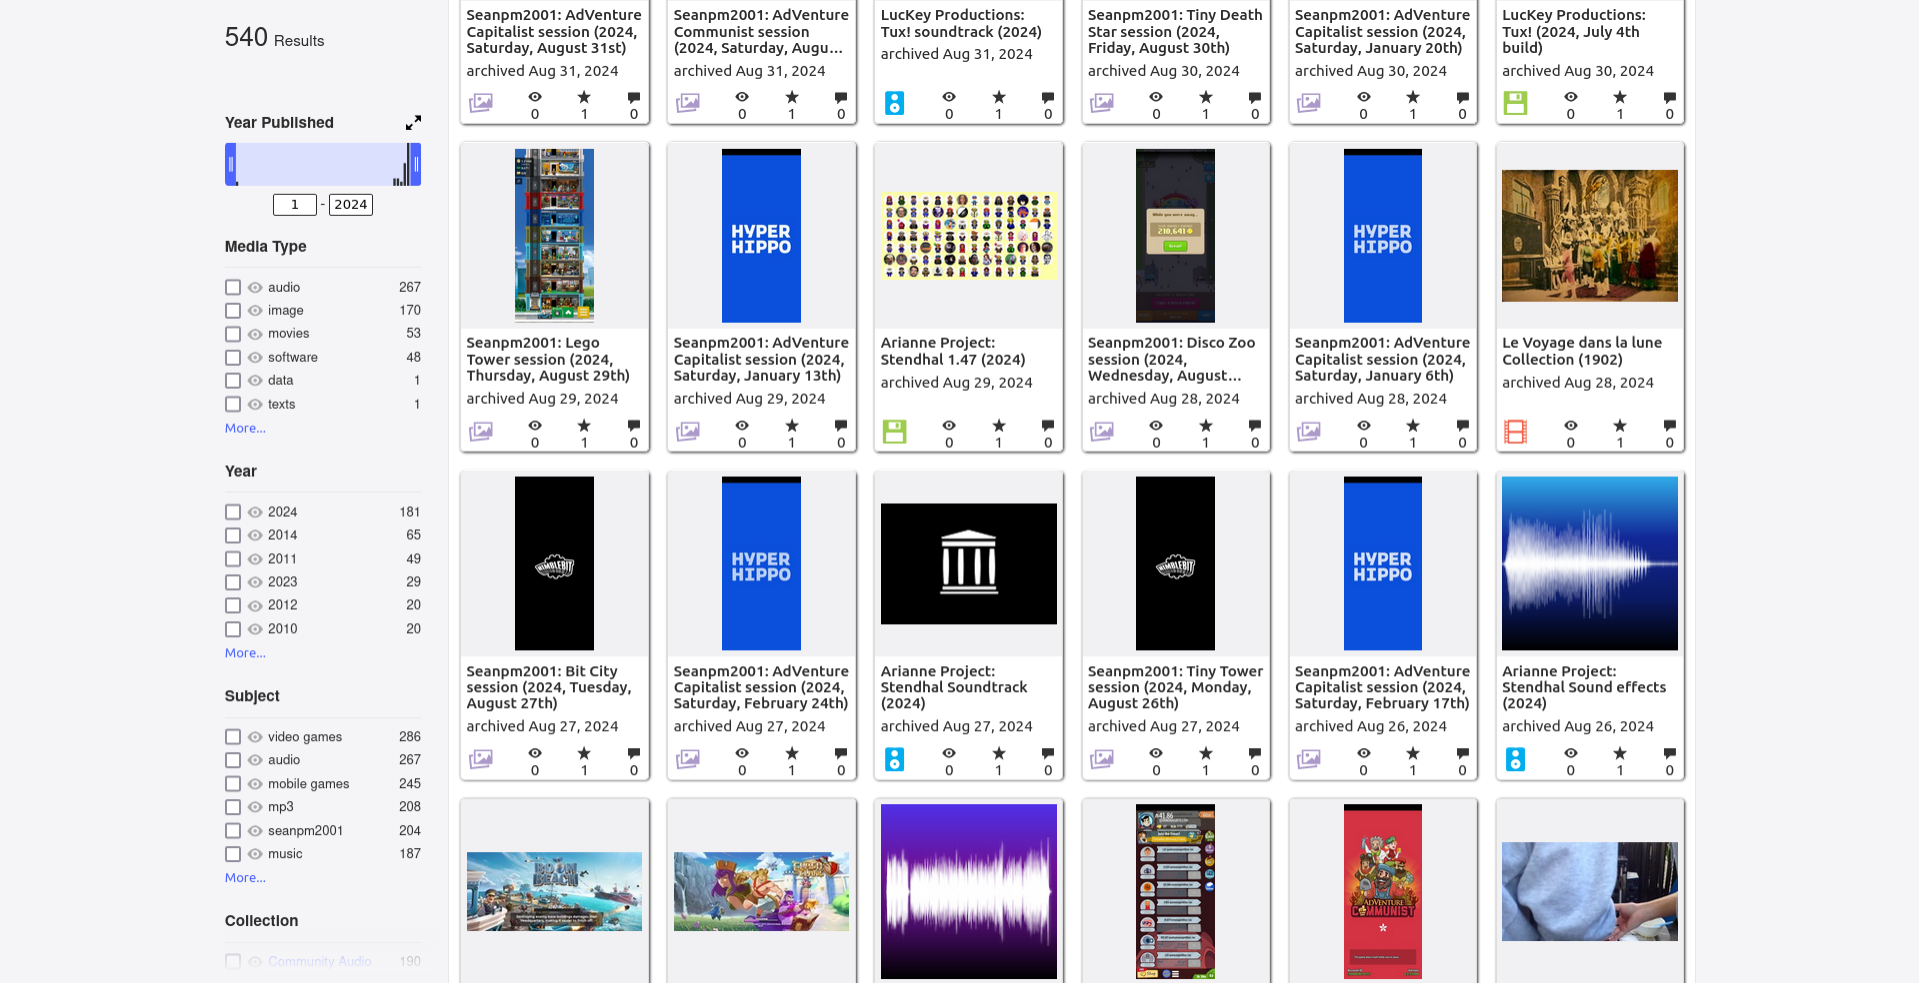 540 Results
Year Published
1 - 2024
Media Type
audio 267
image 170
movies 53
software 48
data 1
texts 1
More...
Year
2024 181
2014 65
2011 49
2023 29
2012 20
2010 20
More...
Subject
video games 286
audio 267
mobile games 245
mp3 208
seanpm2001 204
music 187
More...
Collection
Community Audio 190
Seanpm2001: AdVenture
Capitalist session (2024,
Saturday, August 31st)
archived Aug 31, 2024
0 1 0
Seanpm2001: AdVenture
Communist session
(2024, Saturday, Augu...
archived Aug 31, 2024
0 1 0
LucKey Productions:
Tux! soundtrack (2024)
archived Aug 31, 2024
0 1 0
Seanpm2001: Tiny Death
Star session (2024,
Friday, August 30th)
archived Aug 30, 2024
0 1 0
Seanpm2001: AdVenture
Capitalist session (2024,
Saturday, January 20th)
archived Aug 30, 2024
0 1 0
LucKey Productions:
Tux! (2024, July 4th
build)
archived Aug 30, 2024
0 1 0
Seanpm2001: Lego
Tower session (2024,
Thursday, August 29th)
archived Aug 29, 2024
0 1 0
HYPER
HIPPO
Seanpm2001: AdVenture
Capitalist session (2024,
Saturday, January 13th)
archived Aug 29, 2024
0 1 0
Arianne Project:
Stendhal 1.47 (2024)
archived Aug 29, 2024
0 1 0
While you were away...
210,641
Seanpm2001: Disco Zoo
session (2024,
Wednesday, August...
archived Aug 28, 2024
0 1 0
HYPER
HIPPO
Seanpm2001: AdVenture
Capitalist session (2024,
Saturday, January 6th)
archived Aug 28, 2024
0 1 0
Le Voyage dans la lune
Collection (1902)
archived Aug 28, 2024
0 1 0
NIMBLEBIT
Seanpm2001: Bit City
session (2024, Tuesday,
August 27th)
archived Aug 27, 2024
0 1 0
HYPER
HIPPO
Seanpm2001: AdVenture
Capitalist session (2024,
Saturday, February 24th)
archived Aug 27, 2024
0 1 0
Arianne Project:
Stendhal Soundtrack
(2024)
archived Aug 27, 2024
0 1 0
NIMBLEBIT
Seanpm2001: Tiny Tower
session (2024, Monday,
August 26th)
archived Aug 27, 2024
0 1 0
HYPER
HIPPO
Seanpm2001: AdVenture
Capitalist session (2024,
Saturday, February 17th)
archived Aug 26, 2024
0 1 0
Arianne Project:
Stendhal Sound effects
(2024)
archived Aug 26, 2024
0 1 0
BOOM
BEACH
ADVENTURE
COMMUNIST